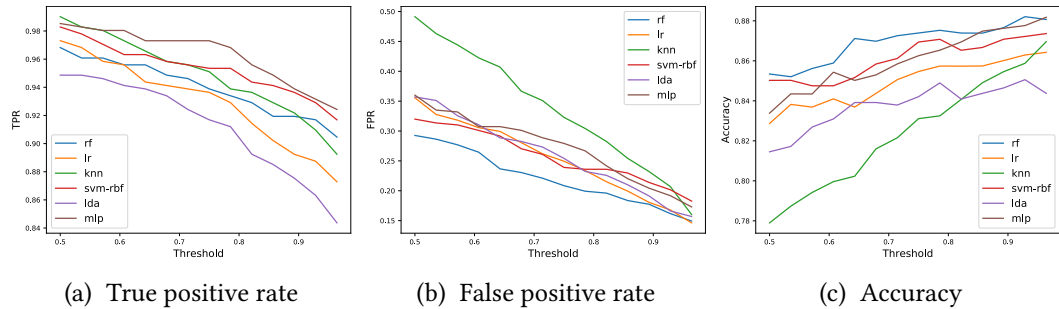 0.98
0.96
0.94
0.92
0.90
0.88
0.86
0.84
TPR
rf
lr
knn
svm-rbf
lda
mlp
0.5 0.6 0.7 0.8 0.9
Threshold
(a) True positive rate
0.50
0.45
0.40
0.35
0.30
0.25
0.20
0.15
FPR
rf
lr
knn
svm-rbf
lda
mlp
0.5 0.6 0.7 0.8 0.9
Threshold
(b) False positive rate
0.88
0.86
0.84
0.82
0.80
0.78
Accuracy
rf
lr
knn
svm-rbf
lda
mlp
0.5 0.6 0.7 0.8 0.9
Threshold
(c) Accuracy